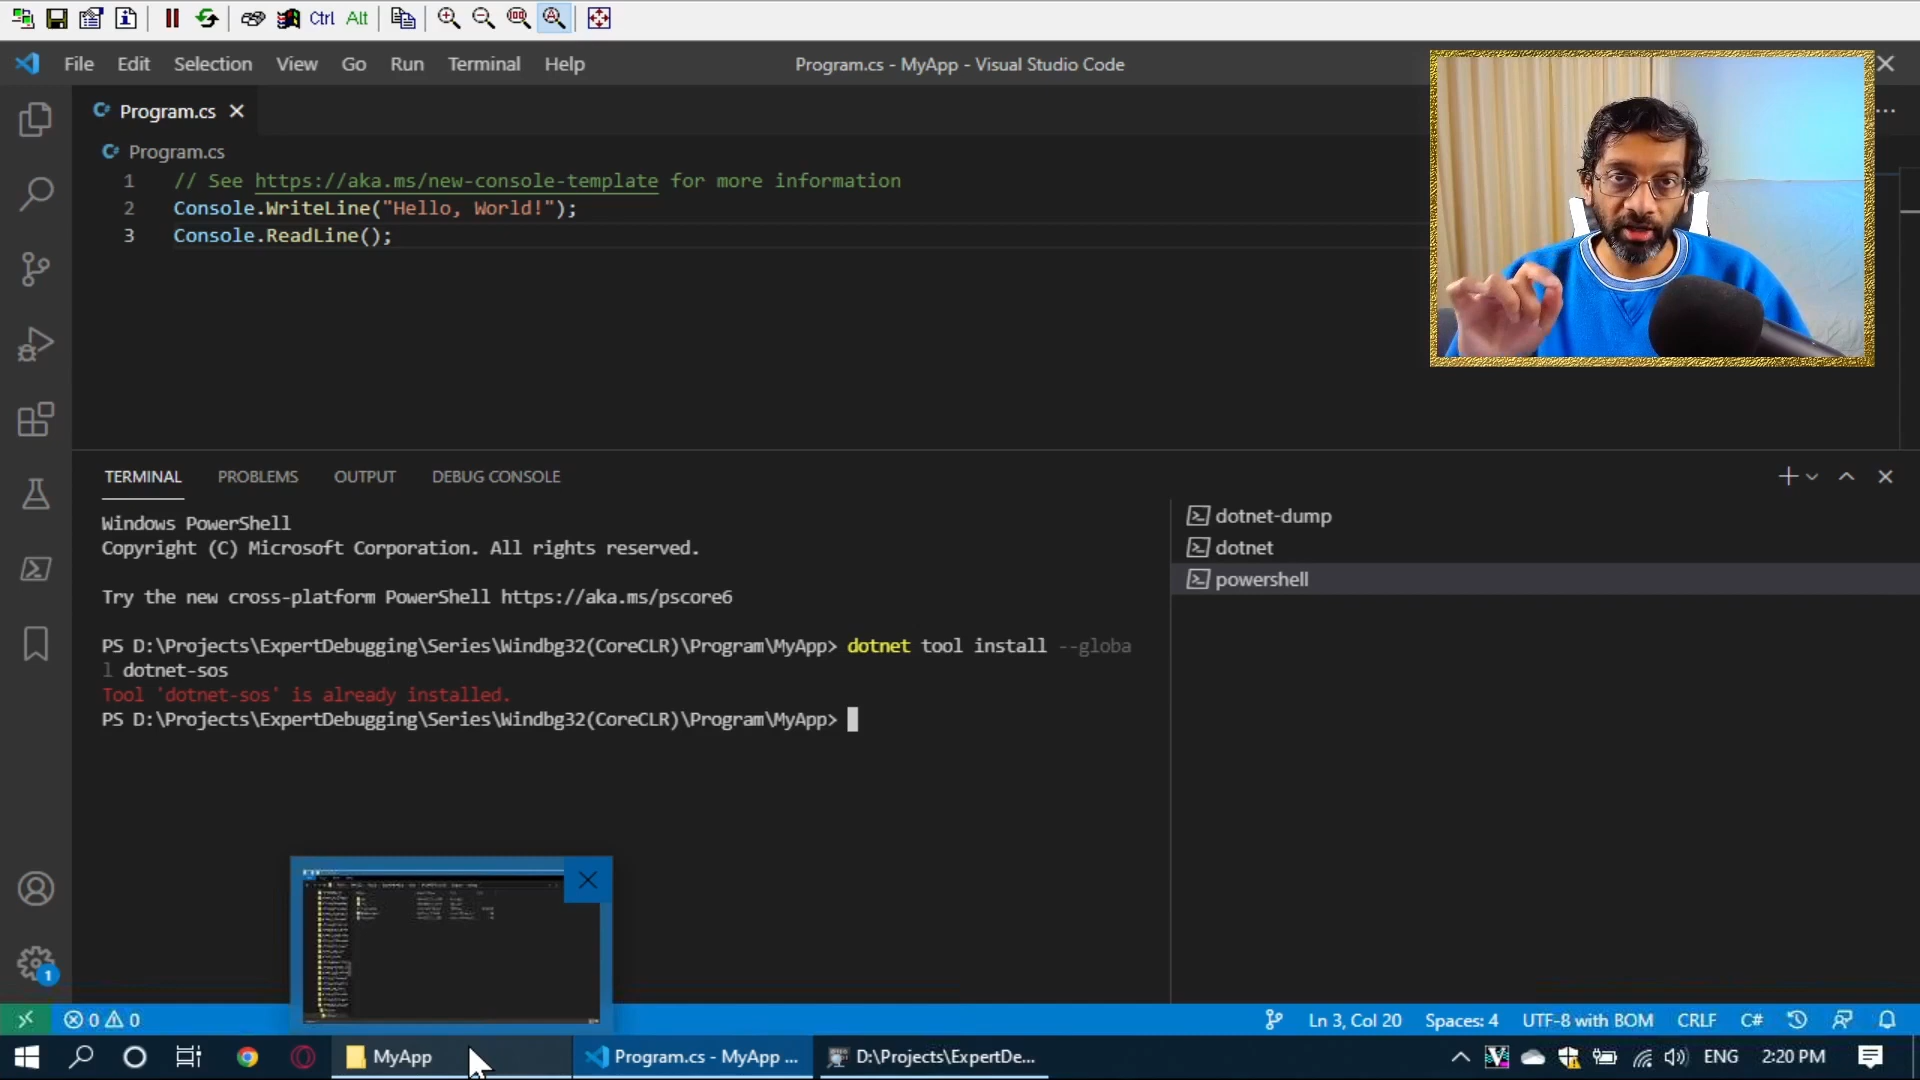 Ctrl Alt
File Edit Selection View Go Run Terminal Help
Program.cs - MyApp - Visual Studio Code
Program.cs
Program.cs
1 // See https://aka.ms/new-console-template for more information
2 Console.WriteLine("Hello, World!");
3 Console.ReadLine();
TERMINAL PROBLEMS OUTPUT DEBUG CONSOLE
Windows PowerShell
Copyright (C) Microsoft Corporation. All rights reserved.
Try the new cross-platform PowerShell https://aka.ms/pscore6
PS D:\Projects\ExpertDebugging\Series\Windbg32(CoreCLR)\Program\MyApp> dotnet tool install --globa
l dotnet-sos
Tool 'dotnet-sos' is already installed.
PS D:\Projects\ExpertDebugging\Series\Windbg32(CoreCLR)\Program\MyApp>
dotnet-dump
dotnet
powershell
1
0 0
Ln 3, Col 20 Spaces: 4 UTF-8 with BOM CRLF C#
MyApp
Program.cs - MyApp ...
D:\Projects\ExpertDe...
ENG 2:20 PM